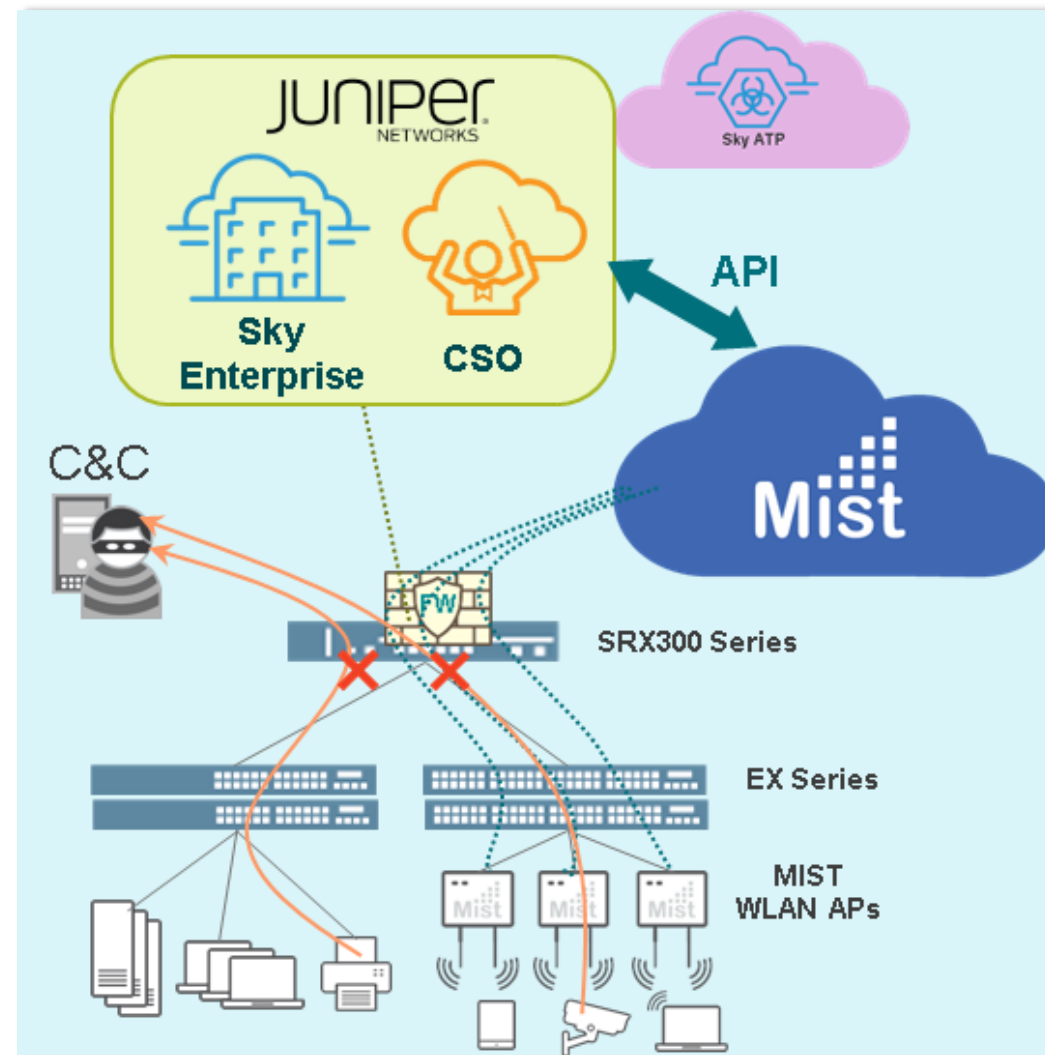 JUNIPER
NETWORKS
Sky ATP
Sky
Enterprise
CSO
API
C&C
Mist
FW
SRX300 Series
EX Series
MIST
WLAN APs
Mist
Mist
Mist